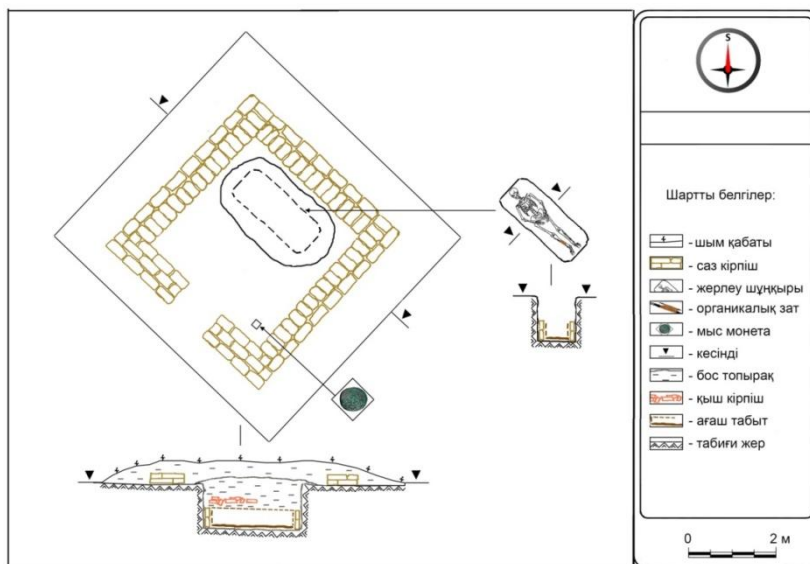 S
Шартты белгілер:
- шым қабаты
- саз кірпіш
- жерлеу шұңқыры
- органикалық зат
- мыс монета
- кесінді
- бос топырақ
- қыш кірпіш
- ағаш табыт
- табиғи жер
0 2 м